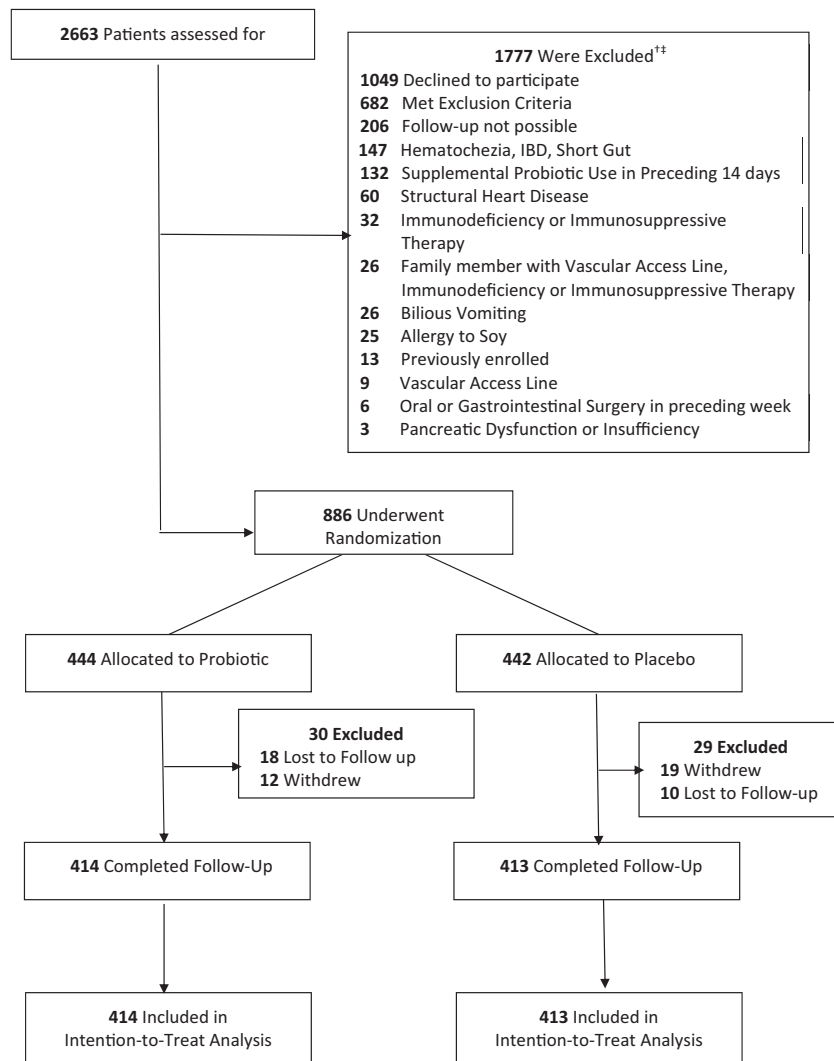 2663 Patients assessed for
1777 Were Excluded†‡
1049 Declined to participate
682 Met Exclusion Criteria
206 Follow-up not possible
147 Hematochezia, IBD, Short Gut
132 Supplemental Probiotic Use in Preceding 14 days
60 Structural Heart Disease
32 Immunodeficiency or Immunosuppressive
Therapy
26 Family member with Vascular Access Line,
Immunodeficiency or Immunosuppressive Therapy
26 Bilious Vomiting
25 Allergy to Soy
13 Previously enrolled
9 Vascular Access Line
6 Oral or Gastrointestinal Surgery in preceding week
3 Pancreatic Dysfunction or Insufficiency
886 Underwent
Randomization
444 Allocated to Probiotic
442 Allocated to Placebo
30 Excluded
18 Lost to Follow up
12 Withdrew
29 Excluded
19 Withdrew
10 Lost to Follow-up
414 Completed Follow-Up
413 Completed Follow-Up
414 Included in
Intention-to-Treat Analysis
413 Included in
Intention-to-Treat Analysis